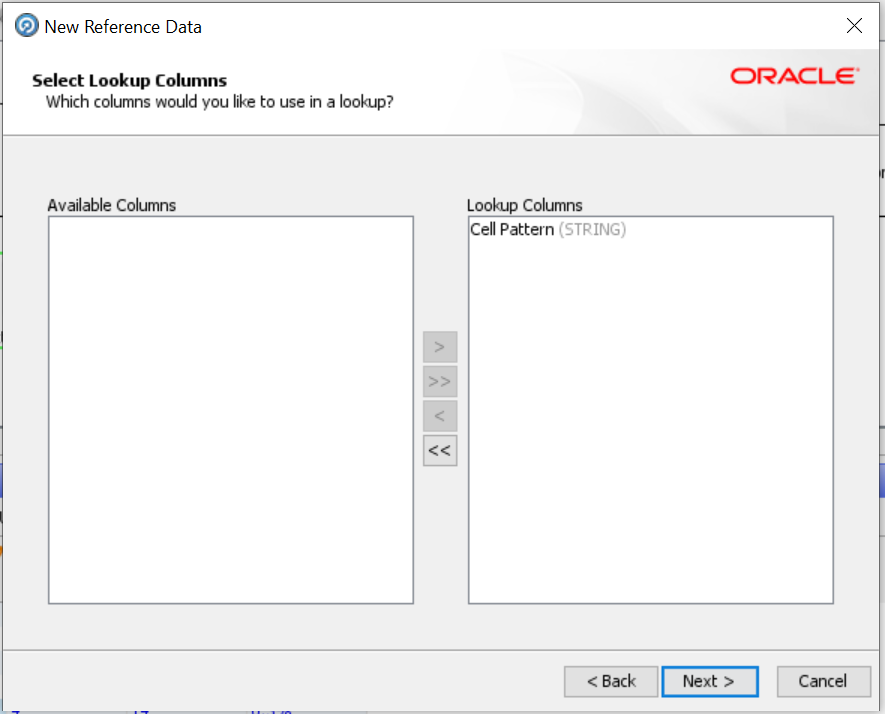 New Reference Data
Select Lookup Columns
Which columns would you like to use in a lookup?
ORACLE
Available Columns
Lookup Columns
Cell Pattern (STRING)
>
>>
<
<<
< Back
Next >
Cancel